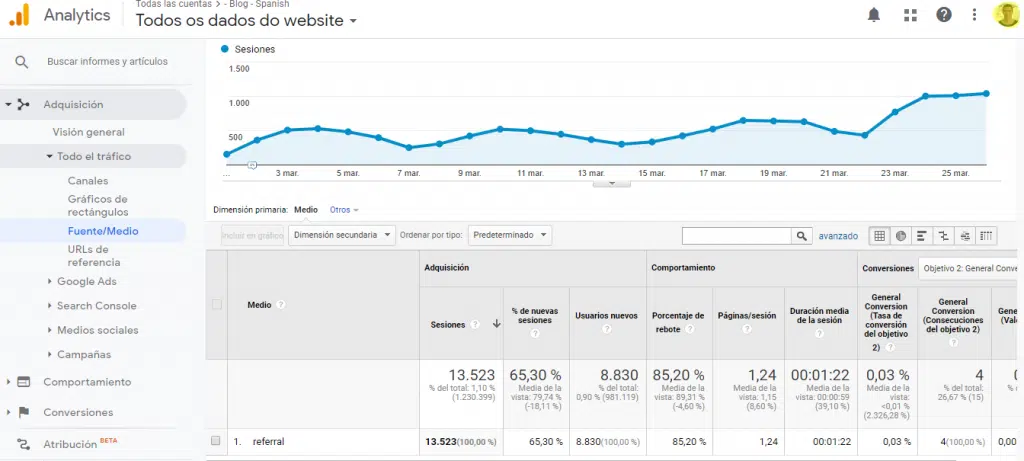 Analytics
Todas las cuentas > - Blog - Spanish
Todos os dados do website
Buscar informes y artículos
Adquisición
Visión general
Todo el tráfico
Canales
Gráficos de
rectángulos
Fuente/Medio
URLs de
referencia
Google Ads
Search Console
Medios sociales
Campañas
Comportamiento
Conversiones
Atribución BETA
Sesiones
1.500
1.000
500
... 3 mar. 5 mar. 7 mar. 9 mar. 11 mar. 13 mar. 15 mar. 17 mar. 19 mar. 21 mar. 23 mar. 25 mar.
Dimensión primaria: Medio Otros
Incluir en gráfico Dimensión secundaria Ordenar por tipo: Predeterminado avanzado
Adquisición Comportamiento Conversiones Objetivo 2: General Conve
Medio ?
Sesiones ?
% de nuevas
sesiones
?
Usuarios nuevos
?
Porcentaje de
rebote ?
Páginas/sesión
?
Duración media
de la sesión
?
General
Conversion
(Tasa de
conversión del
objetivo
2) ?
General
Conversion
(Consecuciones
del objetivo 2)
?
Gene
(Val
13.523
% del total: 1,10 %
(1.230.399)
65,30 %
Media de la
vista: 79,74 %
(-18,11 %)
8.830
% del total:
0,90 % (981.119)
85,20 %
Media de la
vista: 89,31 %
(-4,60 %)
1,24
Media de la
vista: 1,15
(8,60 %)
00:01:22
Media de la
vista: 00:00:59
(39,10 %)
0,03 %
Media de la
vista:
<0,01 %
(2.326,28 %)
4
% del total:
26,67 % (15)
1. referral 13.523(100,00 %) 65,30 % 8.830(100,00 %) 85,20 % 1,24 00:01:22 0,03 % 4(100,00 %) 0,00